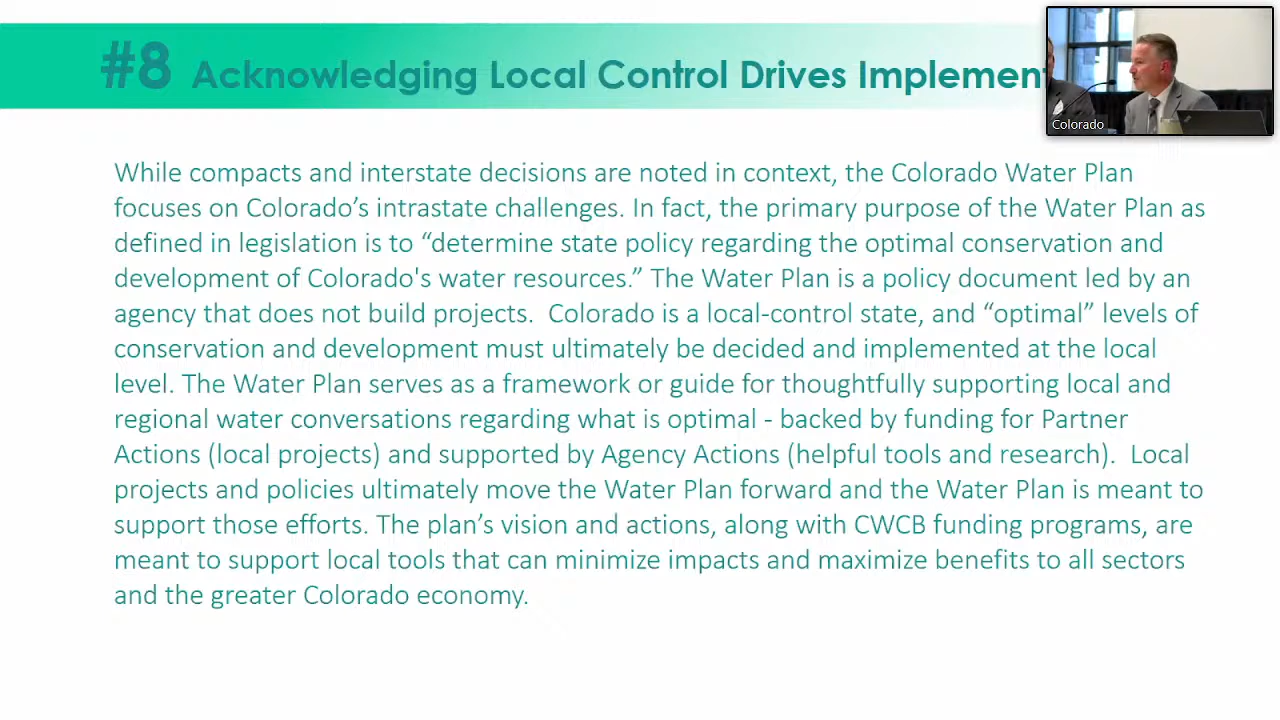 #8 Acknowledging Local Control Drives Implemen
Colorado
While compacts and interstate decisions are noted in context, the Colorado Water Plan
focuses on Colorado’s intrastate challenges. In fact, the primary purpose of the Water Plan as
defined in legislation is to “determine state policy regarding the optimal conservation and
development of Colorado's water resources.” The Water Plan is a policy document led by an
agency that does not build projects.  Colorado is a local-control state, and “optimal” levels of
conservation and development must ultimately be decided and implemented at the local
level. The Water Plan serves as a framework or guide for thoughtfully supporting local and
regional water conversations regarding what is optimal - backed by funding for Partner
Actions (local projects) and supported by Agency Actions (helpful tools and research).  Local
projects and policies ultimately move the Water Plan forward and the Water Plan is meant to
support those efforts. The plan’s vision and actions, along with CWCB funding programs, are
meant to support local tools that can minimize impacts and maximize benefits to all sectors
and the greater Colorado economy.